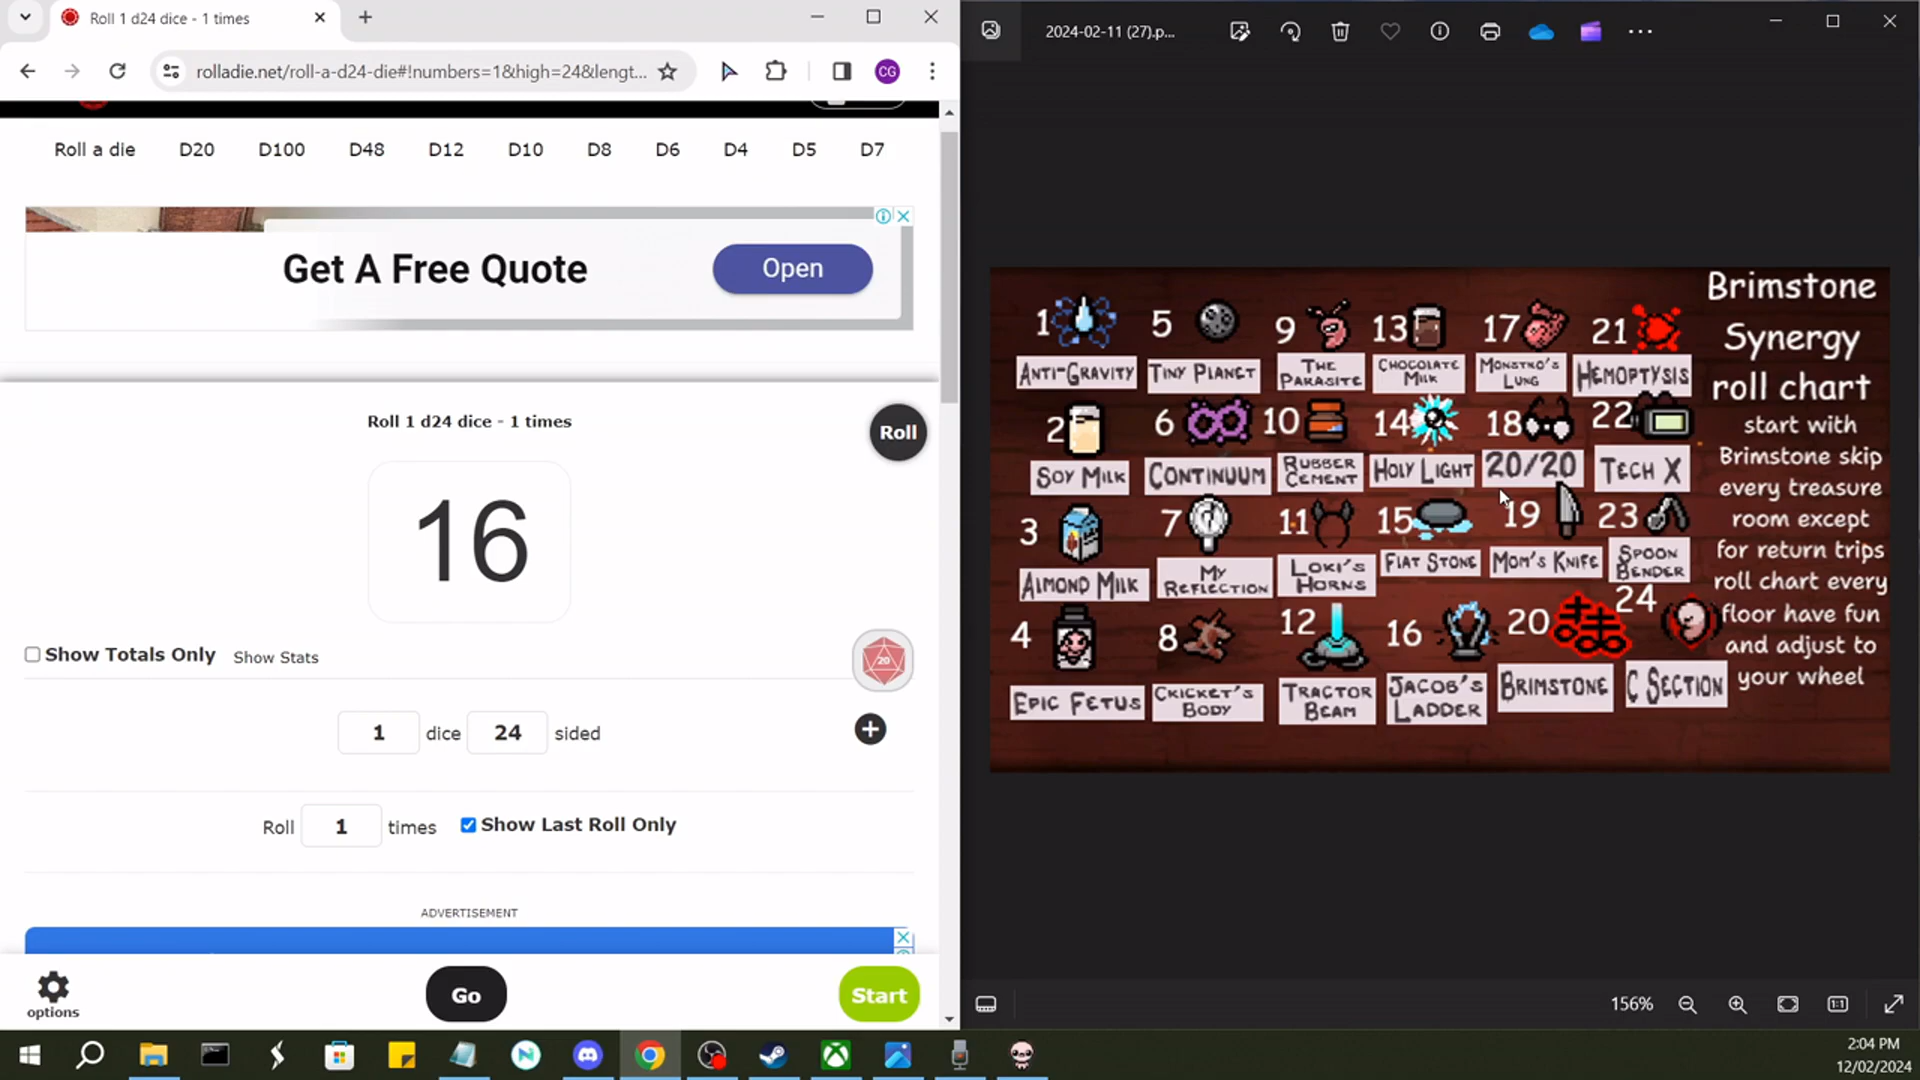 Roll 1 d24 dice - 1 times
rolladie.net/roll-a-d24-die#!numbers=1&high=24&lengt...
CG
Roll a die
D20
D100
D48
D12
D10
D8
D6
D4
D5
D7
Get A Free Quote
Open
Roll 1 d24 dice - 1 times
Roll
16
Show Totals Only
Show Stats
20
1 dice 24 sided
Roll 1 times
Show Last Roll Only
ADVERTISEMENT
options
Go
Start
2024-02-11 (27).p...
1 5 9 13 17 21
ANTI-GRAVITY
TINY PLANET
THE PARASITE
CHOCOLATE MILK
MONSTRO'S LUNG
HEMOPTYSIS
2 6 10 14 18 22
SOY MILK
CONTINUUM
RUBBER CEMENT
HOLY LIGHT
20/20
TECH X
3 7 11 15 19 23
ALMOND MILK
MY REFLECTION
LOKI'S HORNS
FLAT STONE
MOM'S KNIFE
SPOON BENDER
4 8 12 16 20 24
EPIC FETUS
CRICKET'S BODY
TRACTOR BEAM
JACOB'S LADDER
BRIMSTONE
C SECTION
Brimstone
Synergy
roll chart
start with
Brimstone skip
every treasure
room except
for return trips
roll chart every
floor have fun
and adjust to
your wheel
156%
1:1
2:04 PM
12/02/2024